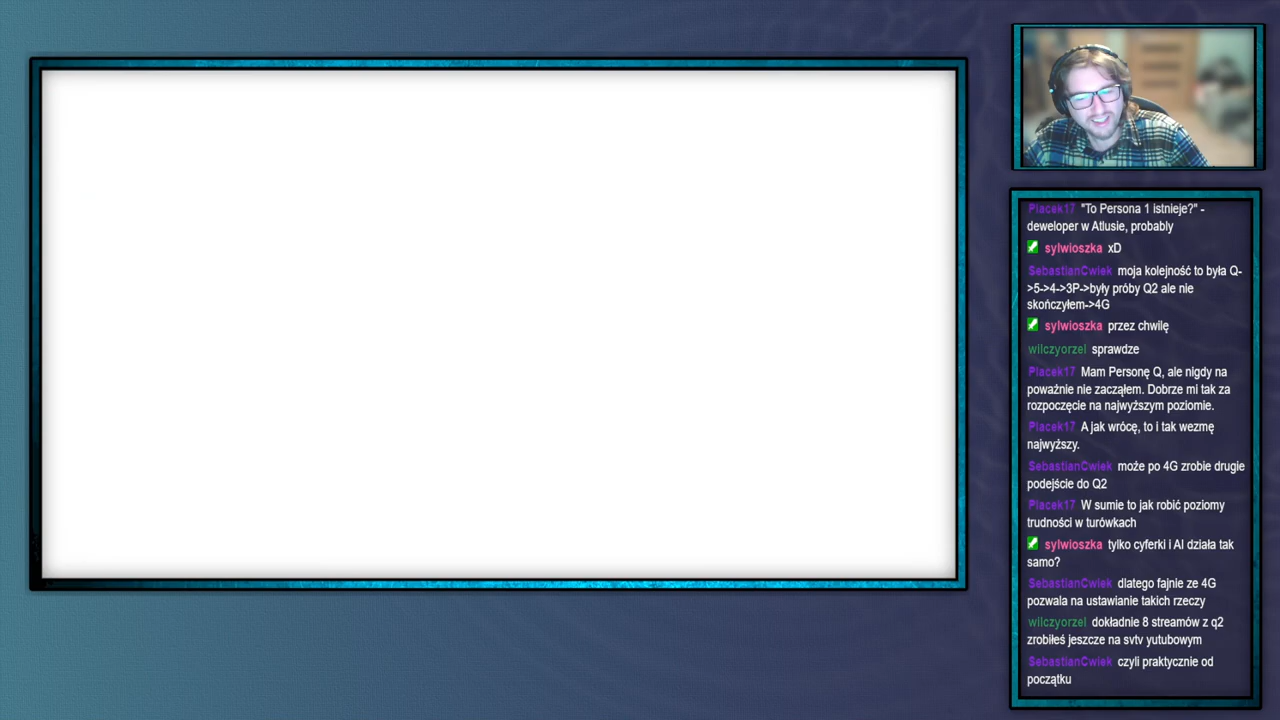 Placek17 "To Persona 1 istnieje?" -
deweloper w Atlusie, probably
sylwioszka xD
SebastianCwiek moja kolejność to była Q-
>5->4->3P->były próby Q2 ale nie
skończyłem->4G
sylwioszka przez chwilę
wilczyorzel sprawdze
Placek17 Mam Personę Q, ale nigdy na
poważnie nie zacząłem. Dobrze mi tak za
rozpoczęcie na najwyższym poziomie.
Placek17 A jak wrócę, to i tak wezmę
najwyższy.
SebastianCwiek może po 4G zrobie drugie
podejście do Q2
Placek17 W sumie to jak robić poziomy
trudności w turówkach
sylwioszka tylko cyferki i AI działa tak
samo?
SebastianCwiek dlatego fajnie ze 4G
pozwala na ustawianie takich rzeczy
wilczyorzel dokładnie 8 streamów z q2
zrobiłeś jeszcze na svtv yutubowym
SebastianCwiek czyli praktycznie od
początku